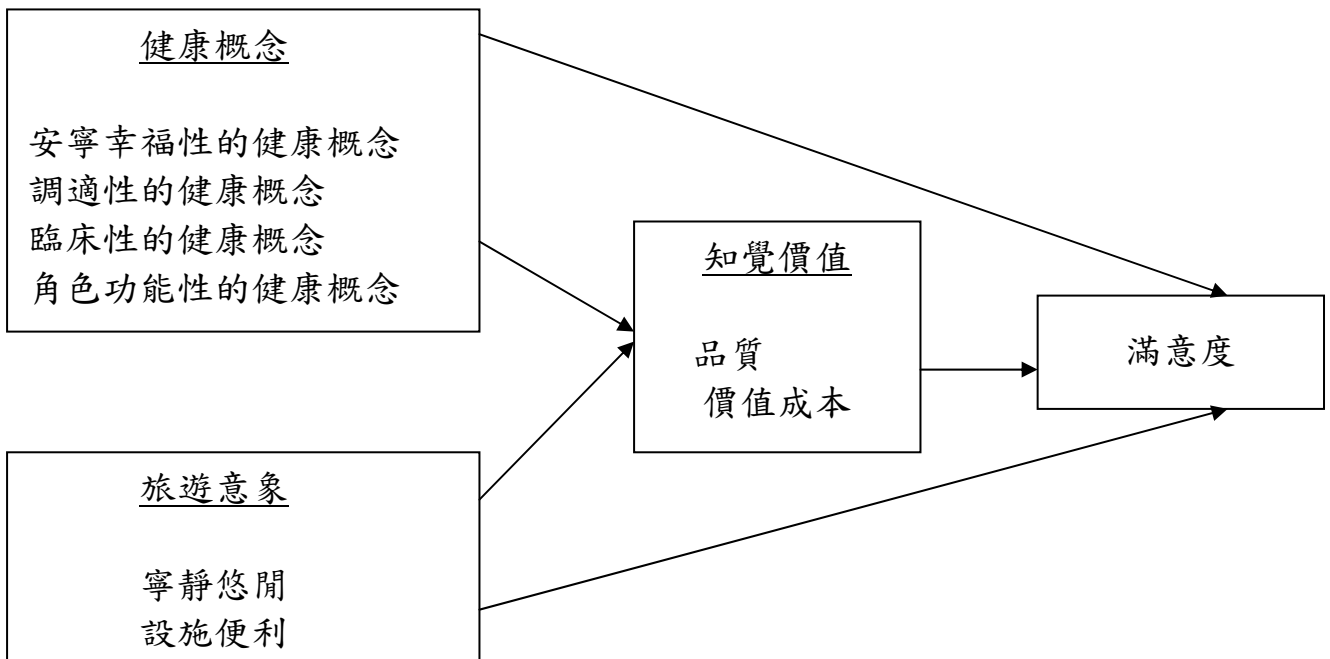 健康概念
安寧幸福性的健康概念
調適性的健康概念
臨床性的健康概念
角色功能性的健康概念
知覺價值
品質
價值成本
滿意度
旅遊意象
寧靜悠閒
設施便利